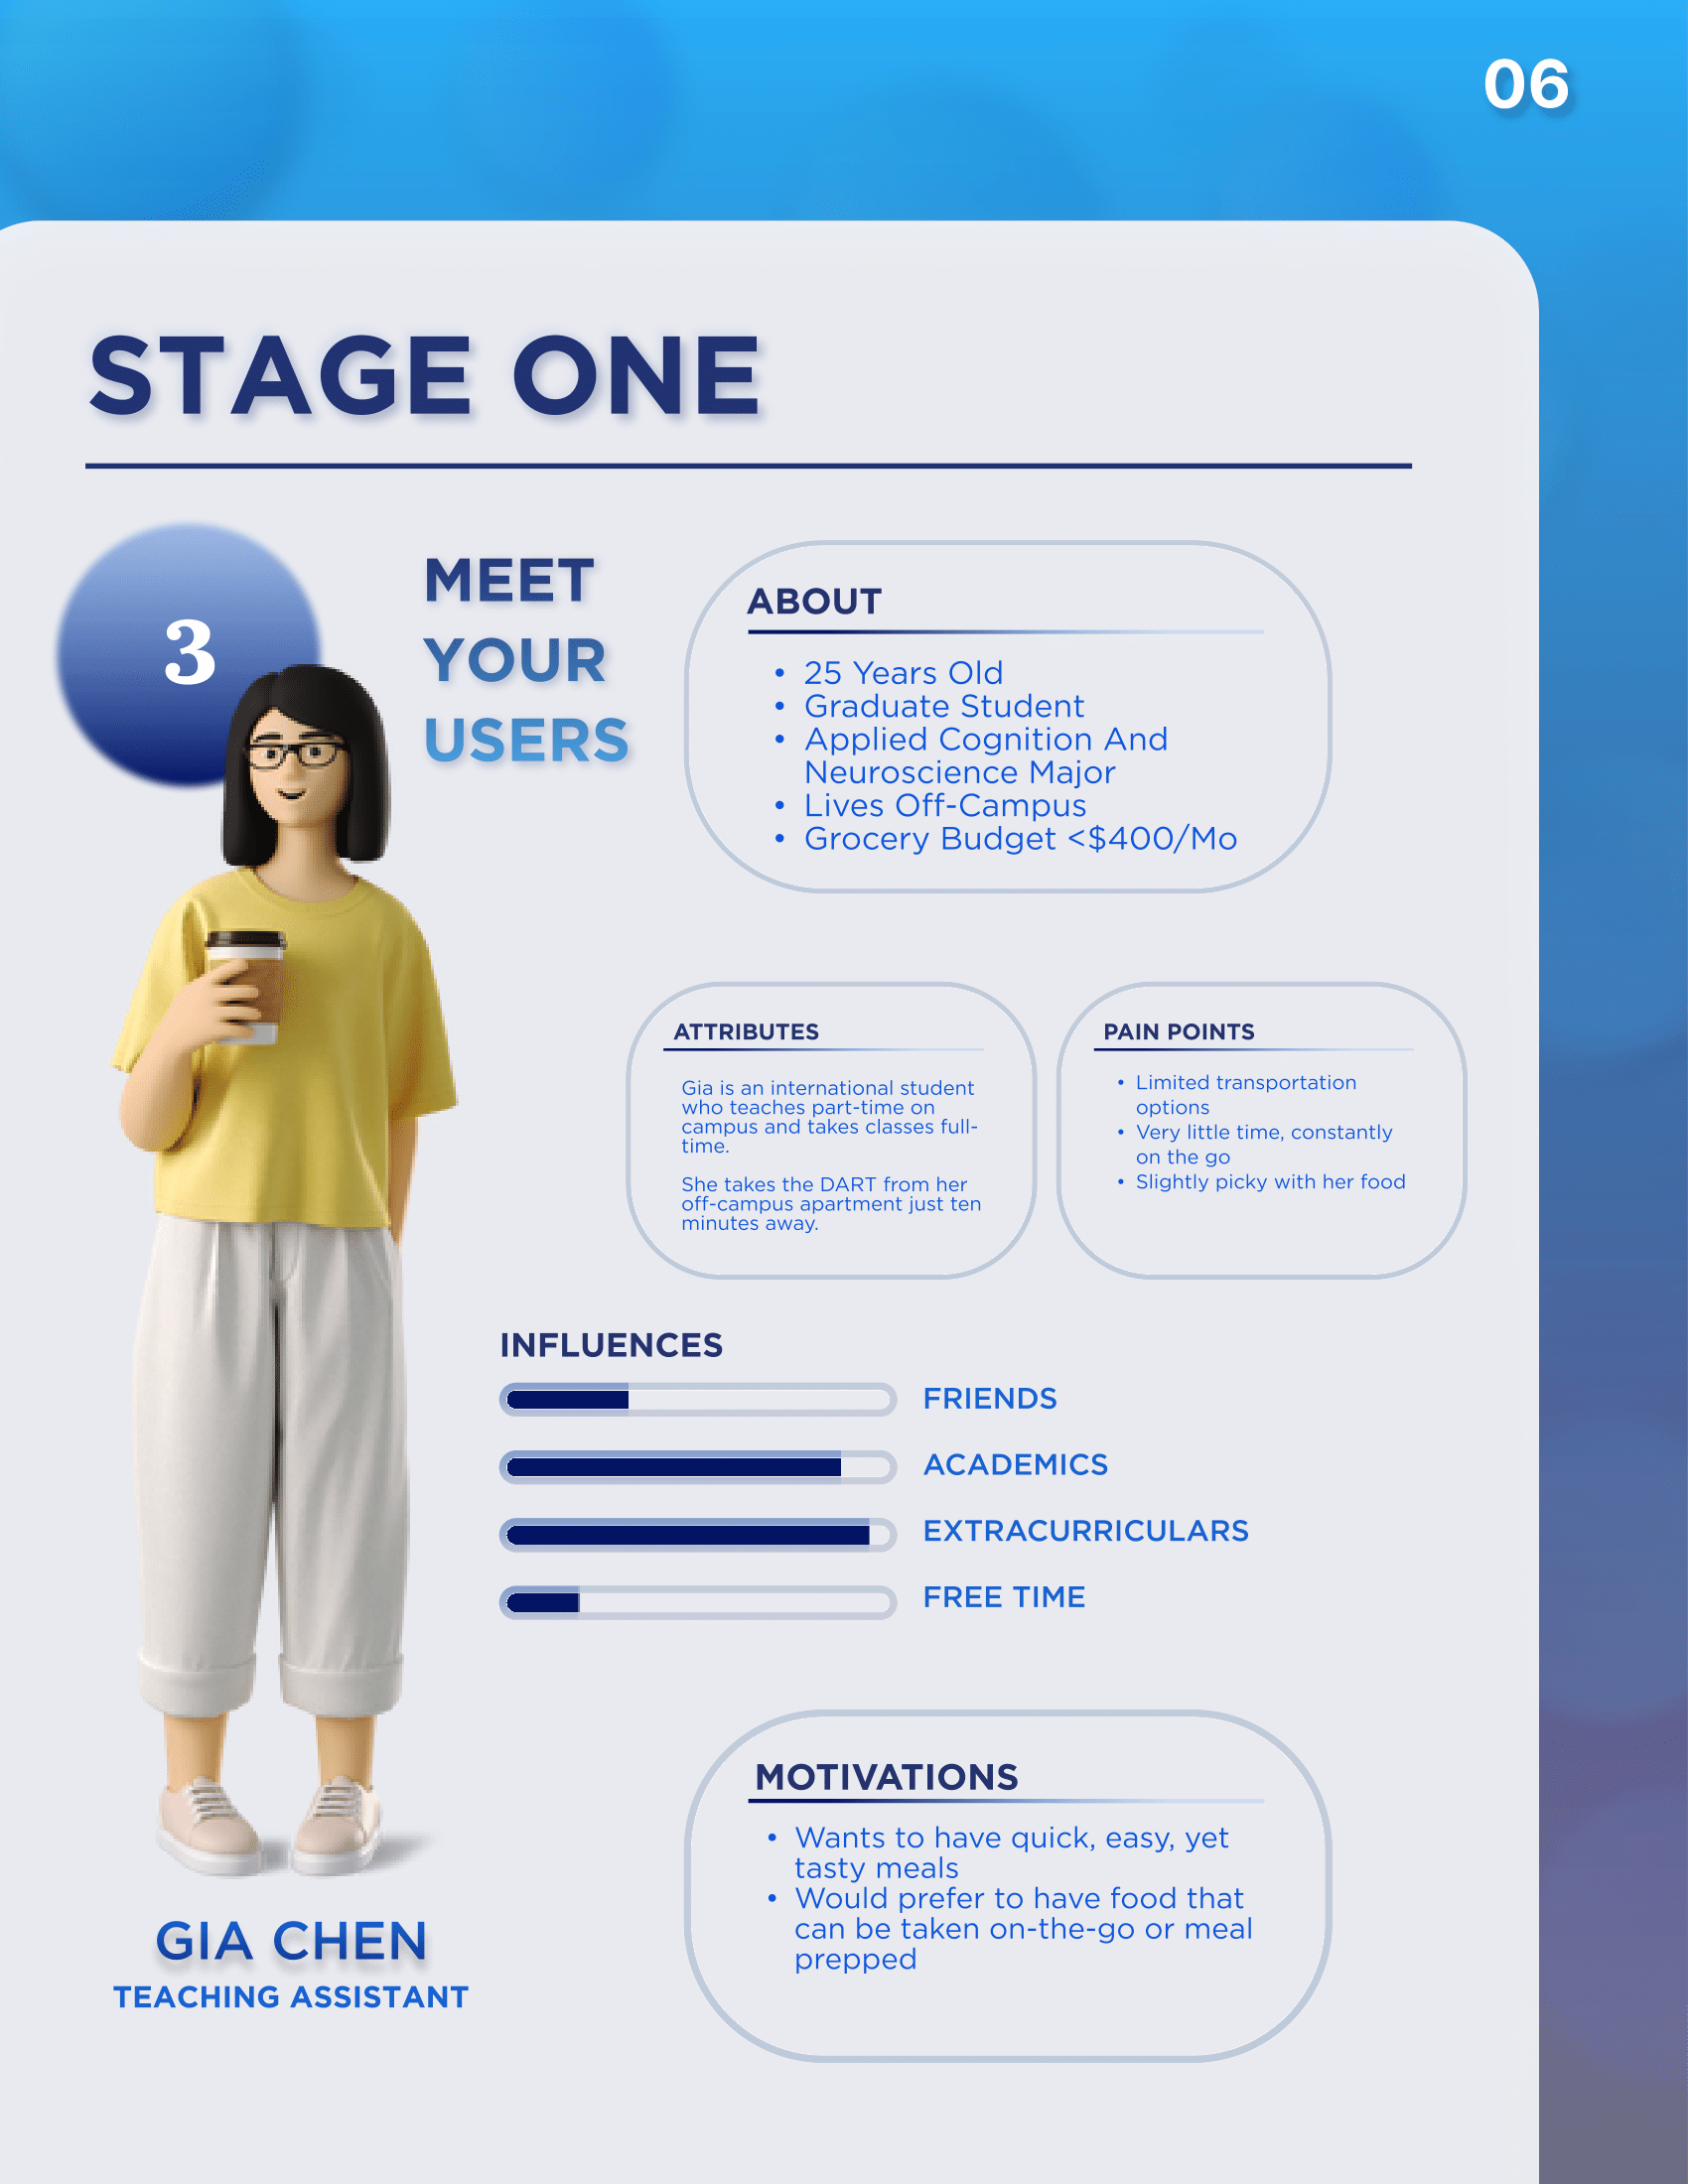 06
STAGE ONE
3
MEET
YOUR
USERS
ABOUT
• 25 Years Old
• Graduate Student
• Applied Cognition And
Neuroscience Major
• Lives Off-Campus
• Grocery Budget <$400/Mo
ATTRIBUTES
Gia is an international student
who teaches part-time on
campus and takes classes full-
time.
She takes the DART from her
off-campus apartment just ten
minutes away.
PAIN POINTS
• Limited transportation
options
• Very little time, constantly
on the go
• Slightly picky with her food
INFLUENCES
FRIENDS
ACADEMICS
EXTRACURRICULARS
FREE TIME
MOTIVATIONS
• Wants to have quick, easy, yet
tasty meals
• Would prefer to have food that
can be taken on-the-go or meal
prepped
GIA CHEN
TEACHING ASSISTANT